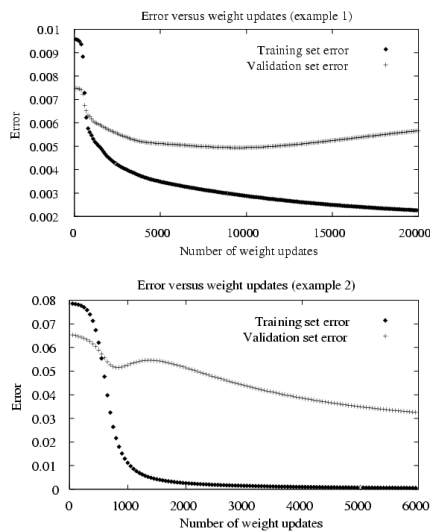 Error versus weight updates (example 1)
0.01
0.009
0.008
0.007
0.006
0.005
0.004
0.003
0.002
Error
Training set error
Validation set error
0 5000 10000 15000 20000
Number of weight updates
Error versus weight updates (example 2)
0.08
0.07
0.06
0.05
0.04
0.03
0.02
0.01
0
Error
Training set error
Validation set error
0 1000 2000 3000 4000 5000 6000
Number of weight updates